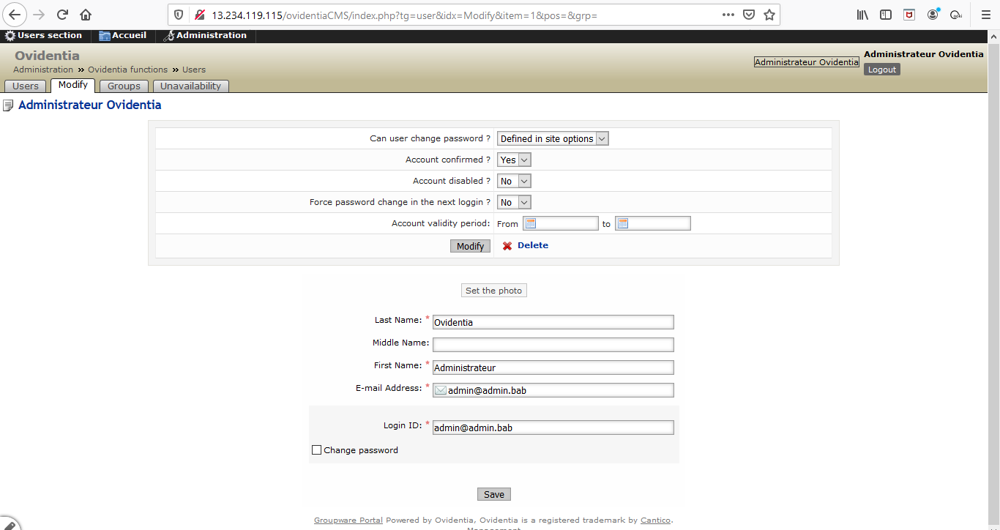 13.234.119.115/ovidentiaCMS/index.php?tg=user&idx=Modify&item=1&pos=&grp=
Users section Accueil Administration
Ovidentia
Administrateur Ovidentia Administrateur Ovidentia
Administration » Ovidentia functions » Users
Logout
Users Modify Groups Unavailability
Administrateur Ovidentia
Can user change password ? Defined in site options
Account confirmed ? Yes
Account disabled ? No
Force password change in the next loggin ? No
Account validity period: From to
Modify Delete
Set the photo
Last Name: * Ovidentia
Middle Name:
First Name: * Administrateur
E-mail Address: * admin@admin.bab
Login ID: * admin@admin.bab
Change password
Save
Groupware Portal Powered by Ovidentia, Ovidentia is a registered trademark by Cantico.